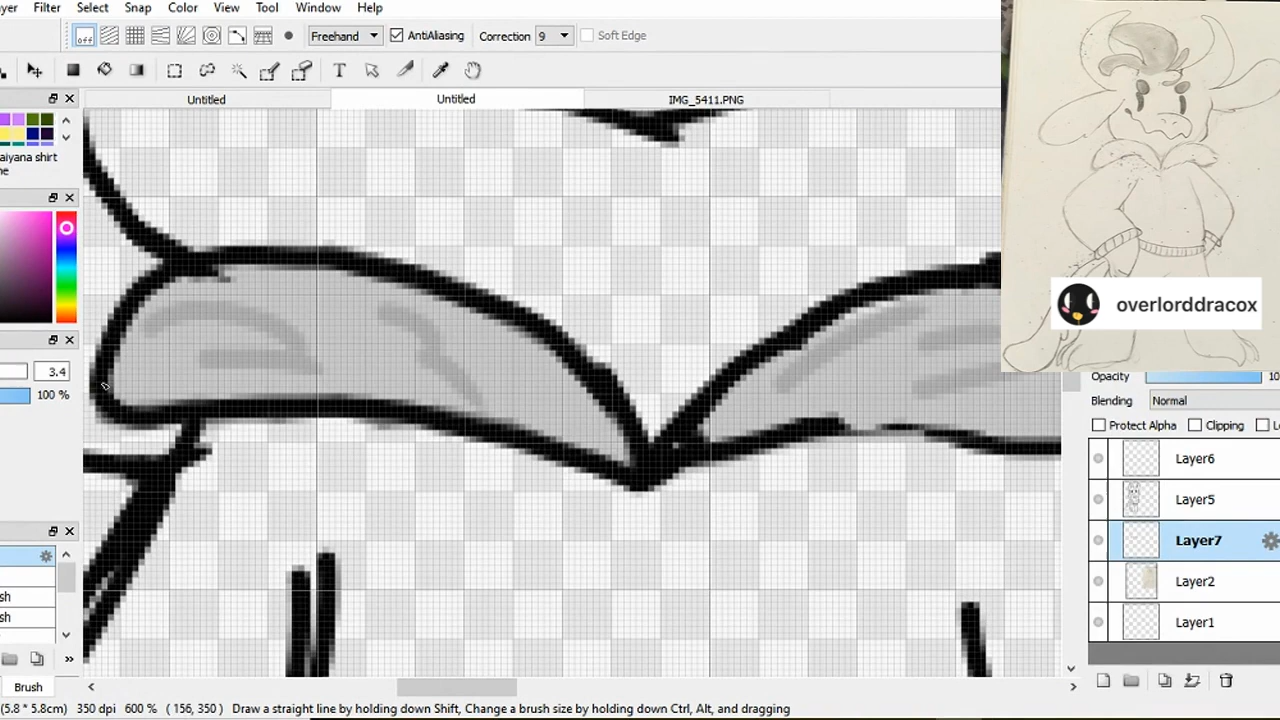 yer Filter Select Snap Color View Tool Window Help
off Freehand AntiAliasing Correction 9 Soft Edge
T
Untitled Untitled IMG_5411.PNG
aiyana shirt
ne
overlorddracox
3.4
100 %
Opacity 10
Blending Normal
Protect Alpha Clipping Lo
Layer6
Layer5
Layer7
Layer2
sh
Layer1
sh
Brush
(5.8 * 5.8cm) 350 dpi 600 % ( 156, 350 ) Draw a straight line by holding down Shift, Change a brush size by holding down Ctrl, Alt, and dragging